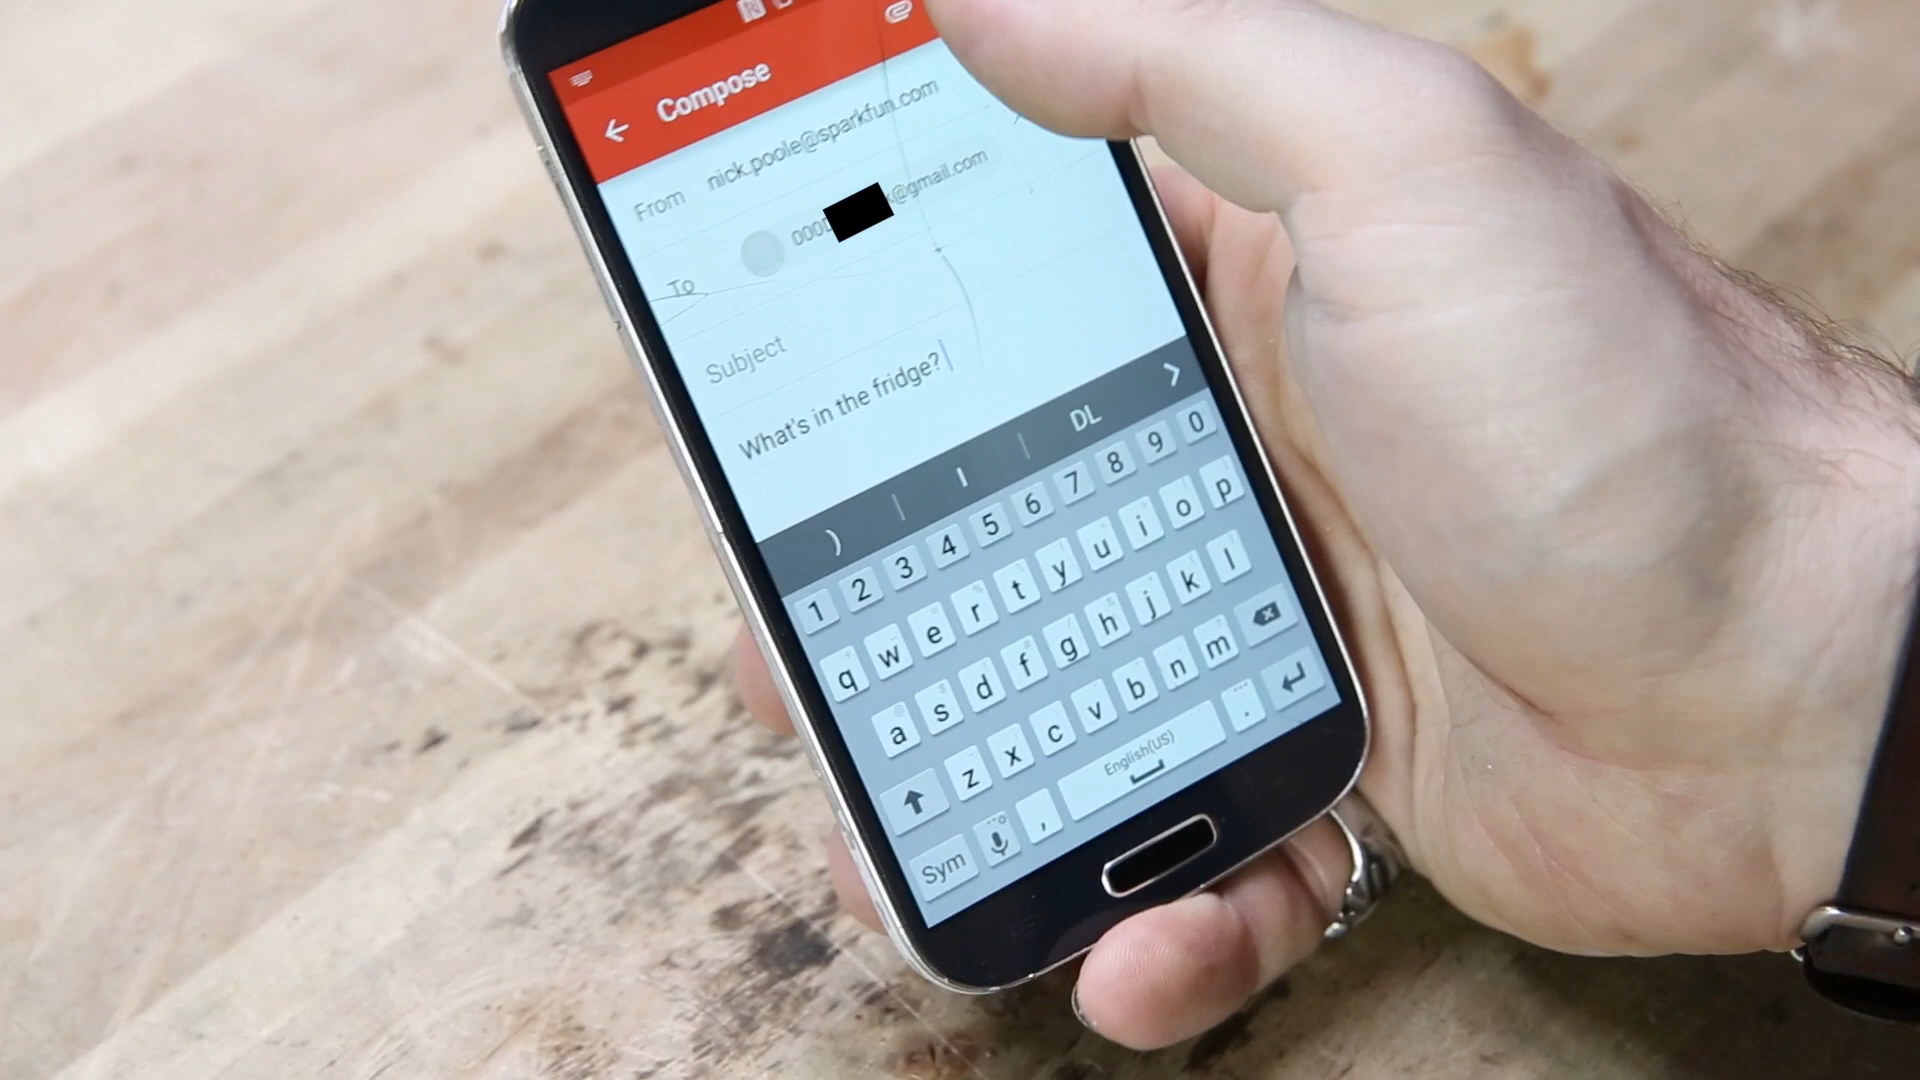 Compose
From nick.poole@sparkfun.com
To @gmail.com
Subject
What's in the fridge?
) | DL
1 2 3 4 5 6 7 8 9 0
q w e r t y u i o p
a s d f g h j k l
z x c v b n m
Sym , English(US) .